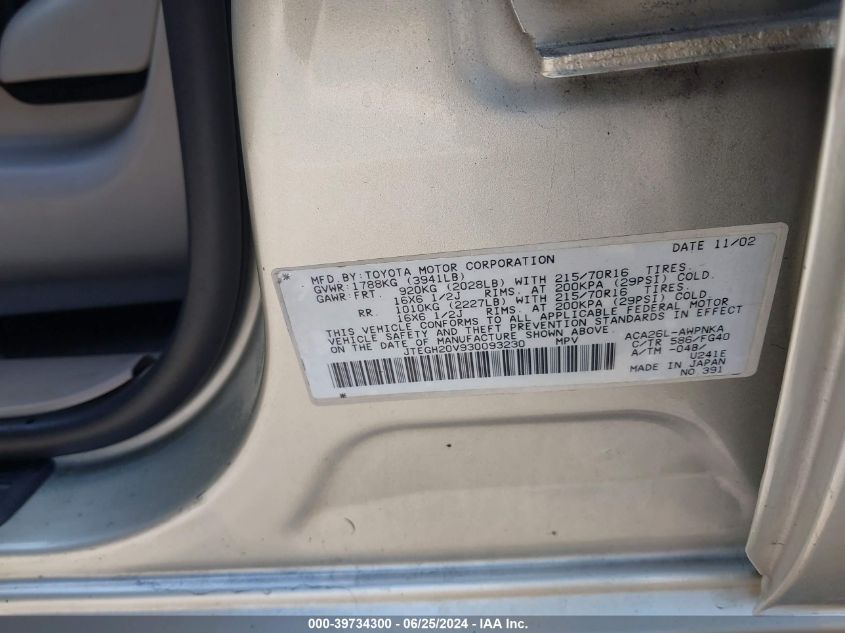 DATE 11/02
MFD. BY: TOYOTA MOTOR CORPORATION
GVWR: 1788KG (3941LB)
GAWR: FRT. 920KG (2028LB) WITH 215/70R16 TIRES,
16X6 1/2J RIMS, AT 200KPA (29PSI) COLD.
RR. 1010KG (2227LB) WITH 215/70R16 TIRES,
16X6 1/2J RIMS, AT 200KPA (29PSI) COLD
THIS VEHICLE CONFORMS TO ALL APPLICABLE FEDERAL MOTOR
VEHICLE SAFETY AND THEFT PREVENTION STANDARDS IN EFFECT
ON THE DATE OF MANUFACTURE SHOWN ABOVE.
JTEGH20V930093230 MPV
ACA26L-AWPNKA
C/TR 586/FG40
A/TM -048/
U241E
MADE IN JAPAN
NO 391
000-39734300 - 06/25/2024 - IAA Inc.